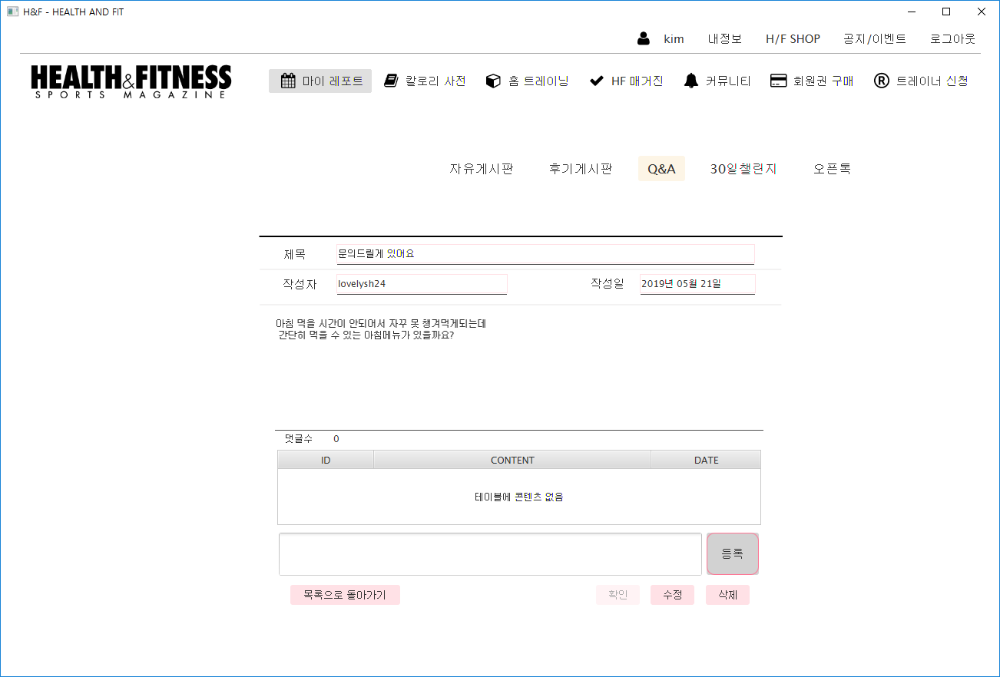 H&F - HEALTH AND FIT
kim 내정보 H/F SHOP 공지/이벤트 로그아웃
HEALTH&FITNESS
SPORTS MAGAZINE
마이 레포트 칼로리 사전 홈 트레이닝 HF 매거진 커뮤니티 회원권 구매 트레이너 신청
자유게시판 후기게시판 Q&A 30일챌린지 오픈톡
제목 문의드릴게 있어요
작성자 lovelysh24 작성일 2019년 05월 21일
아침 먹을 시간이 안되어서 자꾸 못 챙겨먹게되는데
간단히 먹을 수 있는 아침메뉴가 있을까요?
댓글수 0
ID CONTENT DATE
테이블에 콘텐츠 없음
등록
목록으로 돌아가기 확인 수정 삭제